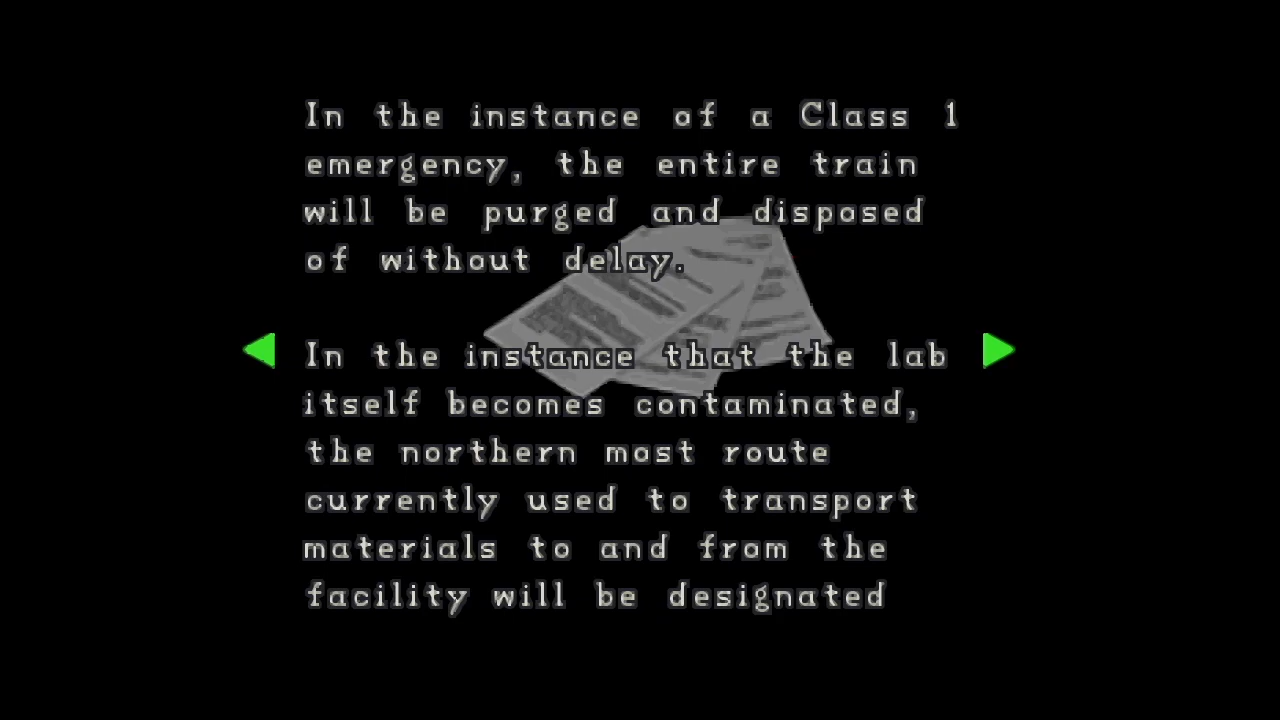 In the instance of a Class 1
emergency, the entire train
will be purged and disposed
of without delay.
In the instance that the lab
itself becomes contaminated,
the northern most route
currently used to transport
materials to and from the
facility will be designated